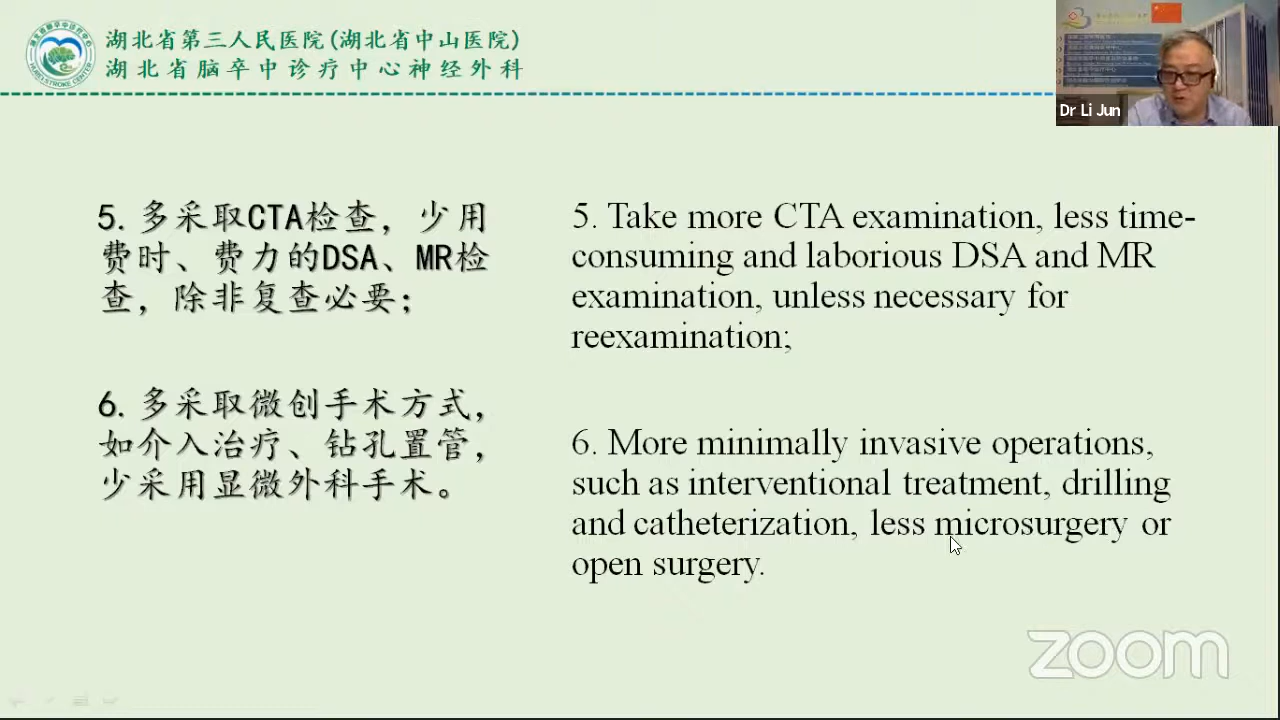 湖北省第三人民医院(湖北省中山医院)
湖北省脑卒中诊疗中心神经外科
HUBEI STROKE CENTER
Dr Li Jun
5. 多采取CTA检查，少用
费时、费力的DSA、MR检
查，除非复查必要；
6. 多采取微创手术方式，
如介入治疗、钻孔置管，
少采用显微外科手术。
5. Take more CTA examination, less time-
consuming and laborious DSA and MR
examination, unless necessary for
reexamination;
6. More minimally invasive operations,
such as interventional treatment, drilling
and catheterization, less microsurgery or
open surgery.
zoom